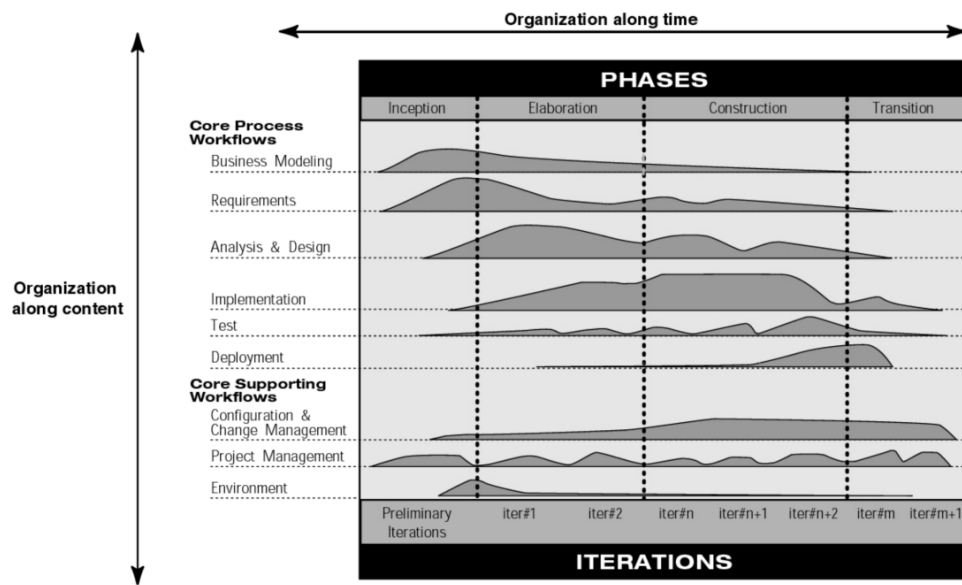 Organization along time
PHASES
Inception
Elaboration
Construction
Transition
Core Process
Workflows
Business Modeling
Requirements
Analysis & Design
Implementation
Test
Deployment
Core Supporting
Workflows
Configuration &
Change Management
Project Management
Environment
Organization
along content
Preliminary
Iterations
iter#1
iter#2
iter#n
iter#n+1
iter#n+2
iter#m
iter#m+1
ITERATIONS